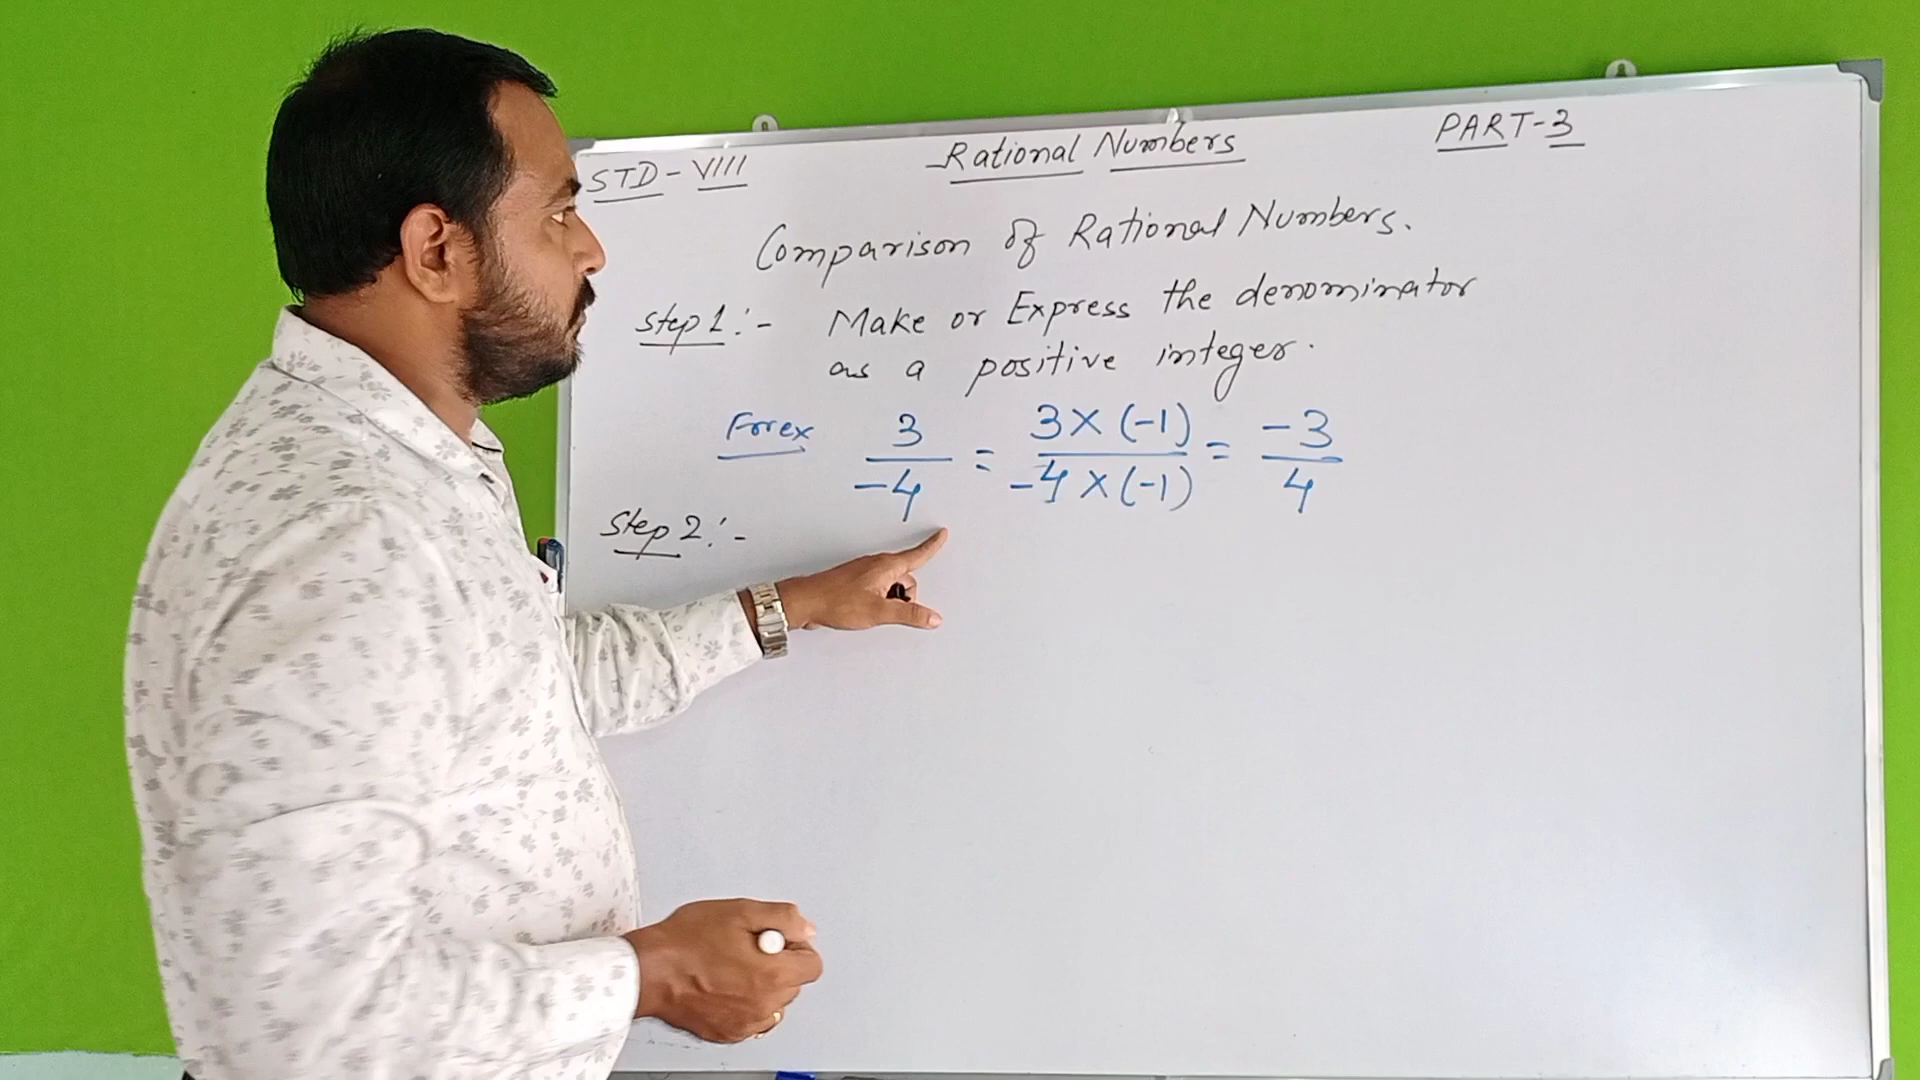 STD-VIII Rational Numbers PART-3
Comparison of Rational Numbers.
Step 1:- Make or Express the denominator
as a positive integer.
For ex 3/-4 = 3×(-1)/-4×(-1) = -3/4
Step 2:-